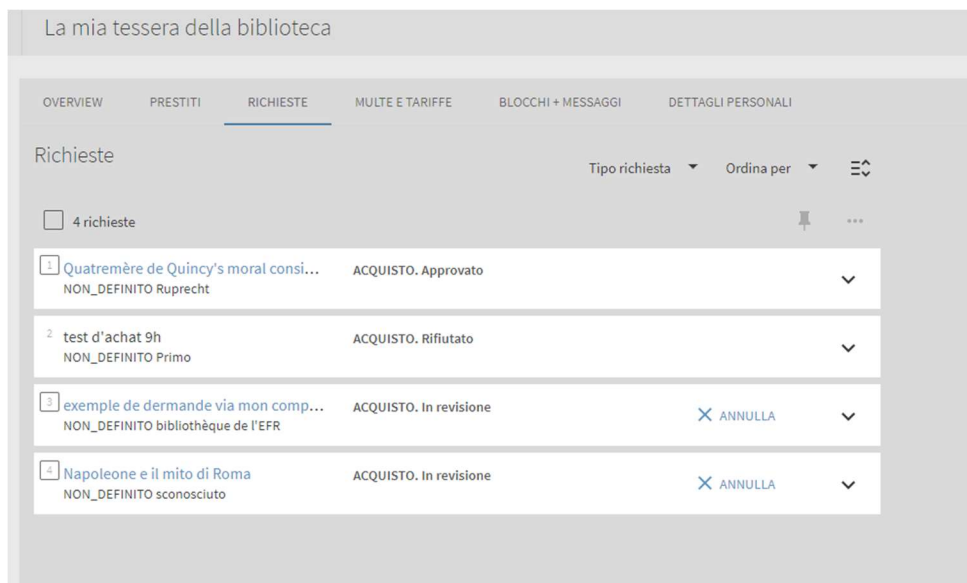 La mia tessera della biblioteca
OVERVIEW PRESTITI RICHIESTE MULTE E TARIFFE BLOCCHI + MESSAGGI DETTAGLI PERSONALI
Richieste
Tipo richiesta Ordina per
4 richieste
1 Quatremère de Quincy's moral consi... ACQUISTO. Approvato
NON_DEFINITO Ruprecht
2 test d'achat 9h ACQUISTO. Rifiutato
NON_DEFINITO Primo
3 exemple de dermande via mon comp... ACQUISTO. In revisione ANNULLA
NON_DEFINITO bibliothèque de l'EFR
4 Napoleone e il mito di Roma ACQUISTO. In revisione ANNULLA
NON_DEFINITO sconosciuto